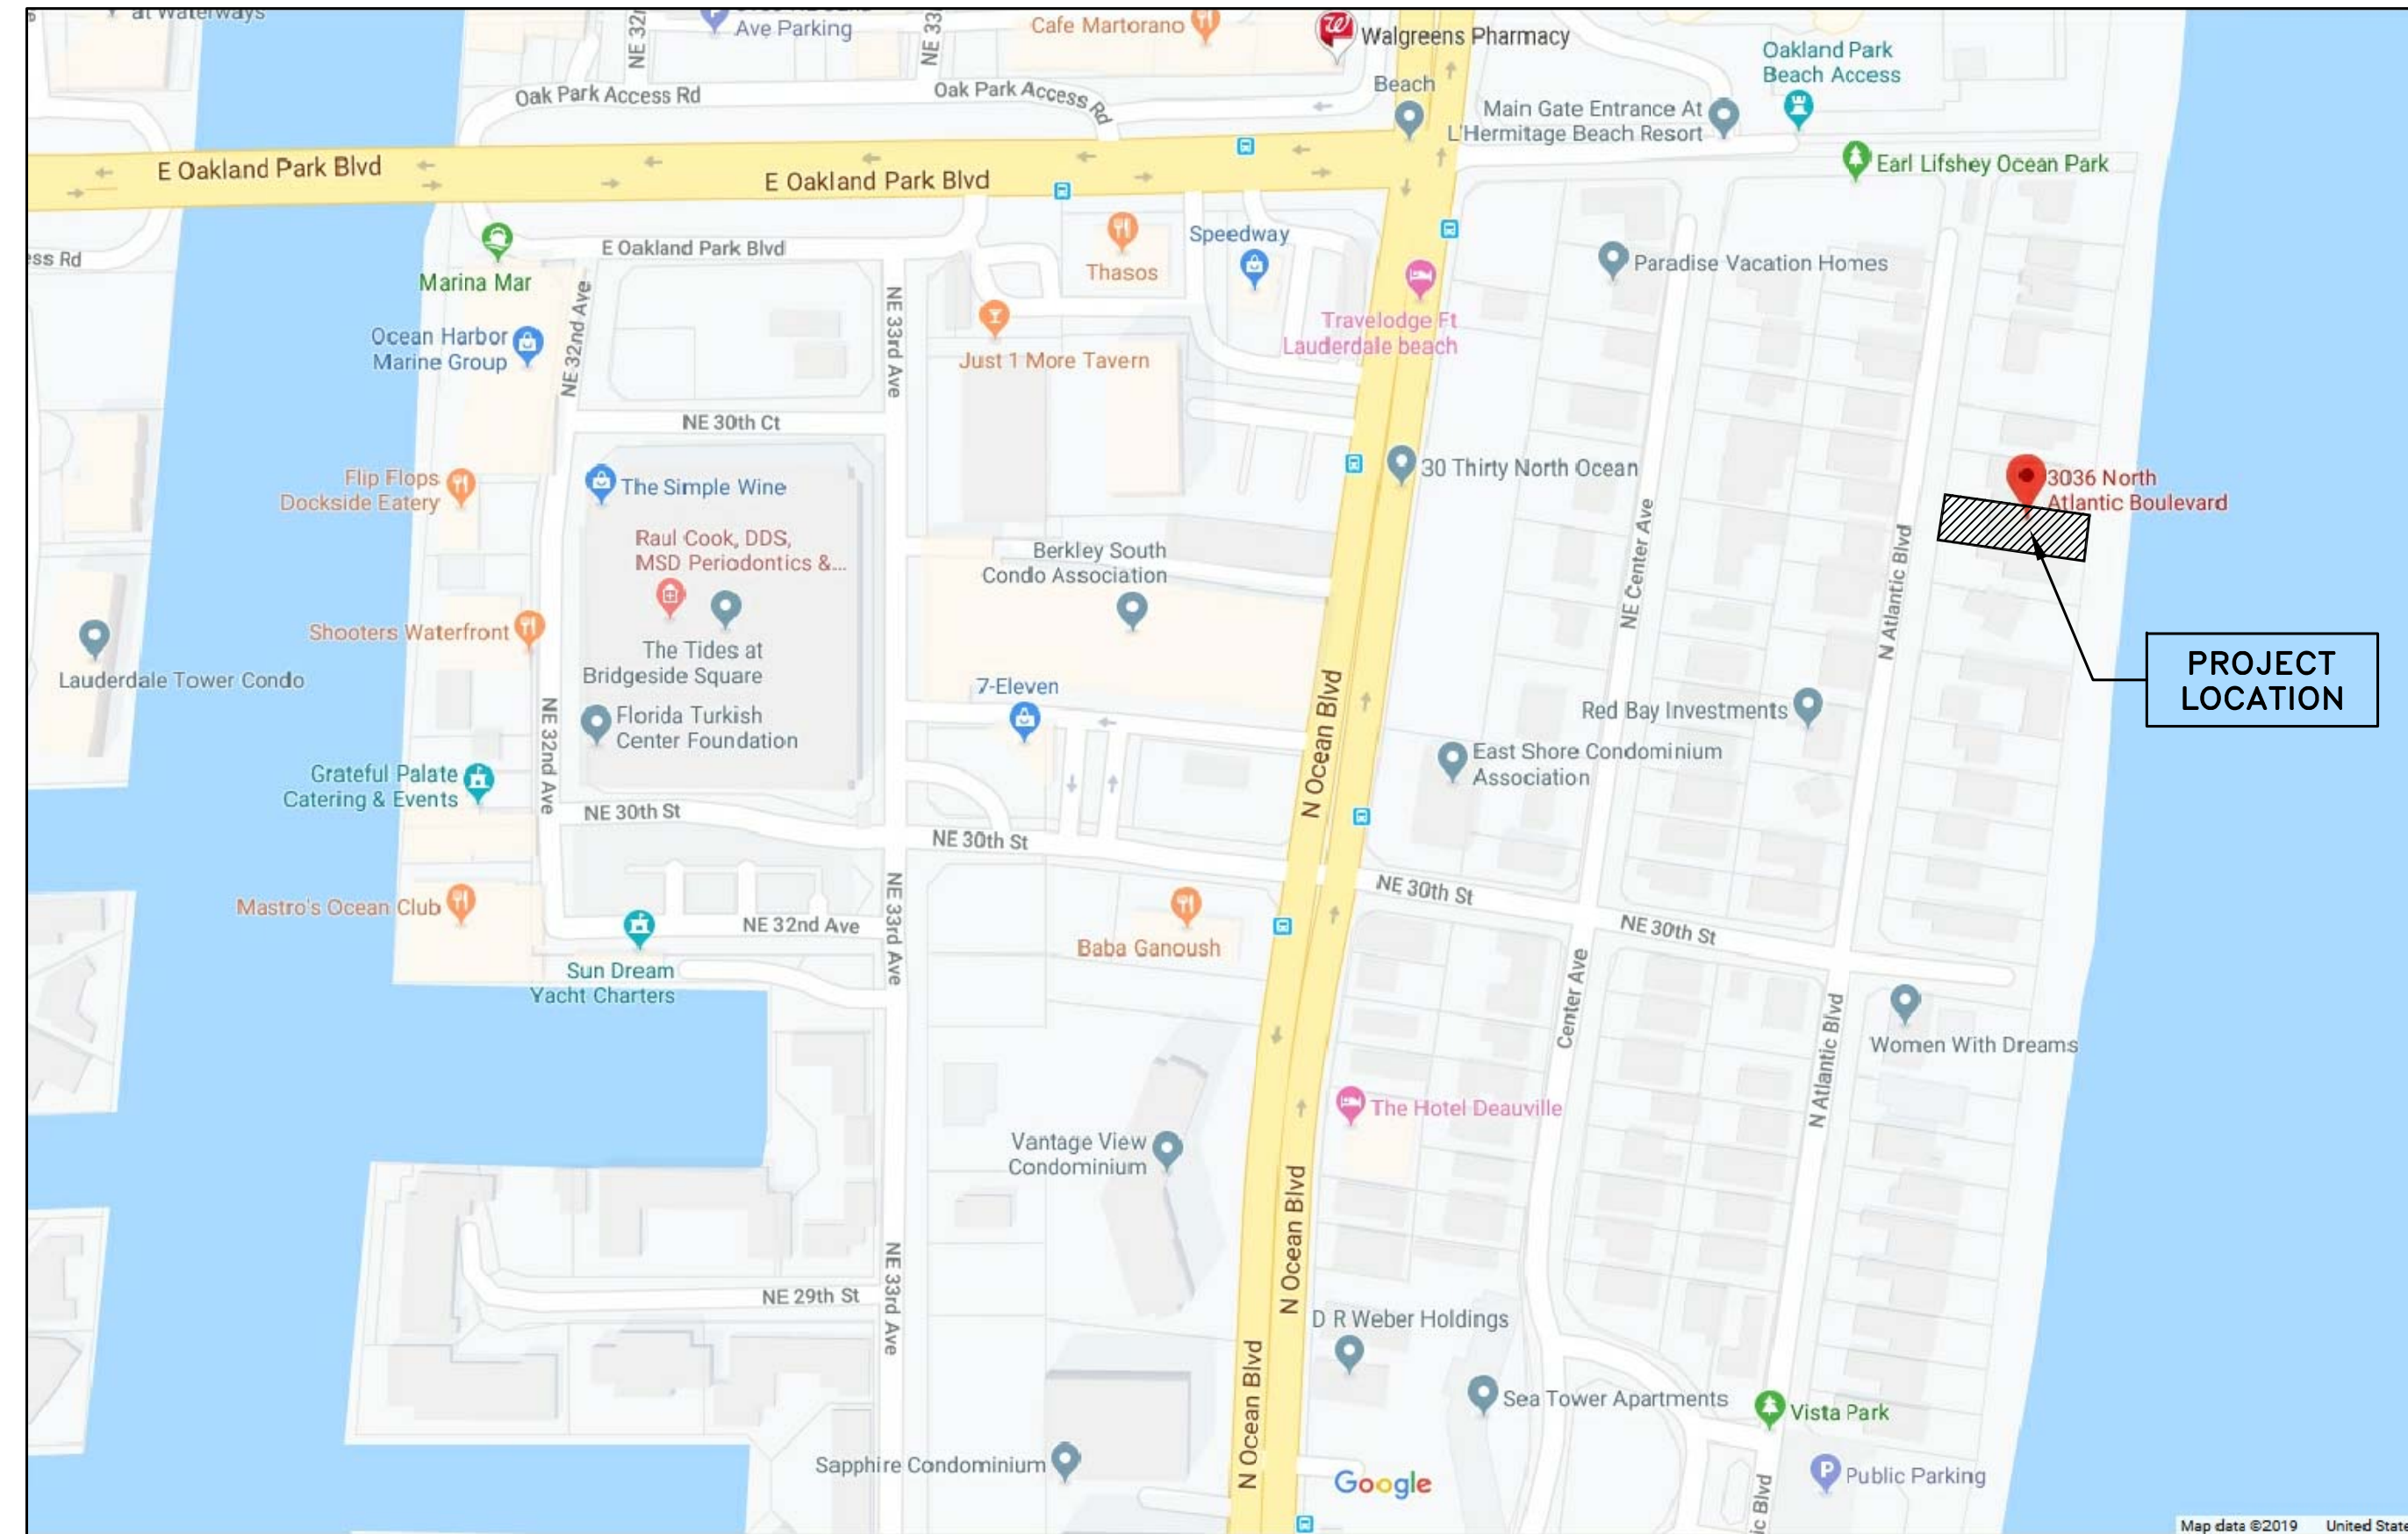 at Waterways
Ave Parking
NE 33
Cafe Martorano
Walgreens Pharmacy
Oakland Park
Beach Access
Oak Park Access Rd
Oak Park Access Rd
Beach
Main Gate Entrance At
L'Hermitage Beach Resort
E Oakland Park Blvd
E Oakland Park Blvd
Earl Lifshey Ocean Park
ess Rd
Marina Mar
E Oakland Park Blvd
Thasos
Speedway
Paradise Vacation Homes
Ocean Harbor
Marine Group
NE 32nd Ave
NE 33rd Ave
Just 1 More Tavern
Travelodge Ft
Lauderdale beach
NE 30th Ct
Flip Flops
Dockside Eatery
The Simple Wine
30 Thirty North Ocean
3036 North
Atlantic Boulevard
Raul Cook, DDS,
MSD Periodontics &...
Berkley South
Condo Association
NE Center Ave
N Atlantic Blvd
Shooters Waterfront
The Tides at
Bridgeside Square
Lauderdale Tower Condo
PROJECT
LOCATION
7-Eleven
Florida Turkish
Center Foundation
NE 32nd Ave
N Ocean Blvd
Red Bay Investments
East Shore Condominium
Association
Grateful Palate
Catering & Events
NE 30th St
NE 30th St
NE 30th St
NE 30th St
Mastro's Ocean Club
NE 32nd Ave
NE 33rd Ave
Baba Ganoush
Sun Dream
Yacht Charters
Center Ave
N Atlantic Blvd
Women With Dreams
The Hotel Deauville
Vantage View
Condominium
N Ocean Blvd
NE 29th St
NE 33rd Ave
D R Weber Holdings
N Ocean Blvd
Sea Tower Apartments
Vista Park
Sapphire Condominium
Google
Public Parking
ic Blvd
Map data ©2019 United State